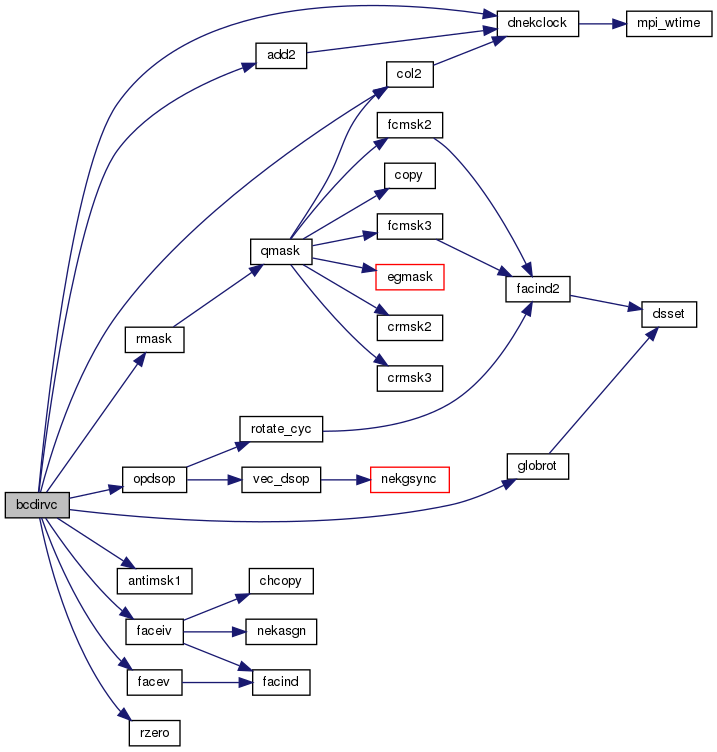 dnekclock
mpi_wtime
add2
col2
fcmsk2
copy
fcmsk3
qmask
egmask
facind2
dsset
crmsk2
rmask
crmsk3
rotate_cyc
globrot
opdsop
vec_dsop
nekgsync
bcdirvc
antimsk1
chcopy
faceiv
nekasgn
facev
facind
rzero